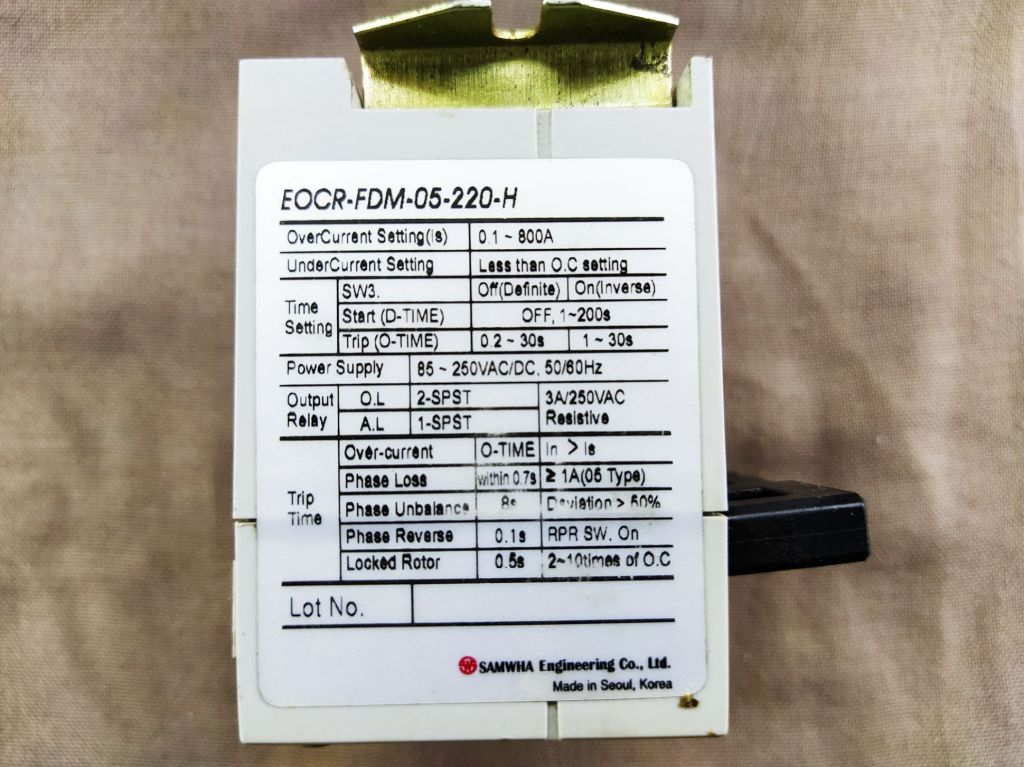 EOCR-FDM-05-220-H
OverCurrent Setting(Is) 0.1 ~ 800A
UnderCurrent Setting Less than O.C setting
Time Setting SW3. Off(Definite) On(Inverse)
Start (D-TIME) OFF, 1~200s
Trip (O-TIME) 0.2 ~ 30s 1 ~ 30s
Power Supply 85 ~ 250VAC/DC, 50/60Hz
Output Relay O.L 2-SPST 3A/250VAC Resistive
A.L 1-SPST
Trip Time Over-current O-TIME In > Is
Phase Loss within 0.7s ≥ 1A(05 Type)
Phase Unbalance 8s Deviation > 50%
Phase Reverse 0.1s RPR SW. On
Locked Rotor 0.5s 2~10times of O.C
Lot No.
SAMWHA Engineering Co., Ltd.
Made in Seoul, Korea